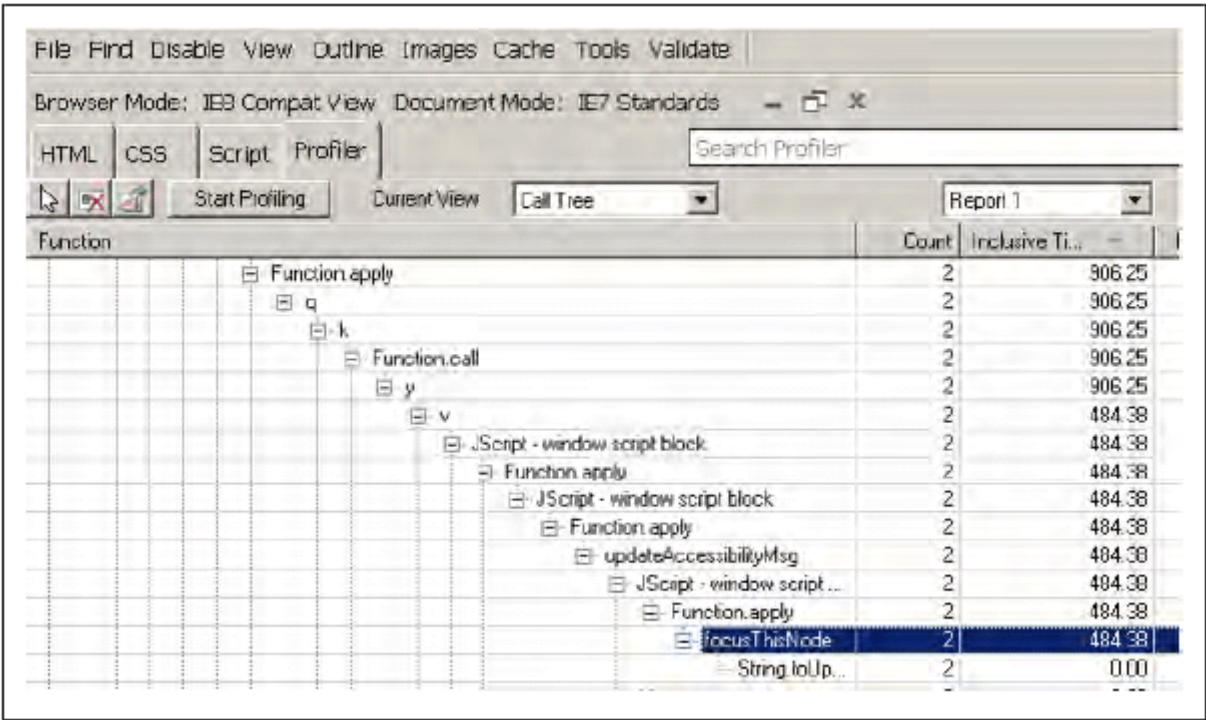 File Find Disable View Outline Images Cache Tools Validate
Browser Mode: IE8 Compat View Document Mode: IE7 Standards
HTML CSS Script Profiler Search Profiler
Start Profiling Current View Call Tree Report 1
Function Count Inclusive Ti...
Function.apply 2 906.25
q 2 906.25
k 2 906.25
Function.call 2 906.25
y 2 906.25
v 2 484.38
JScript - window script block 2 484.38
Function.apply 2 484.38
JScript - window script block 2 484.38
Function.apply 2 484.38
updateAccessibilityMsg 2 484.38
JScript - window script ... 2 484.38
Function.apply 2 484.38
focusThisNode 2 484.38
String.toUp... 2 0.00